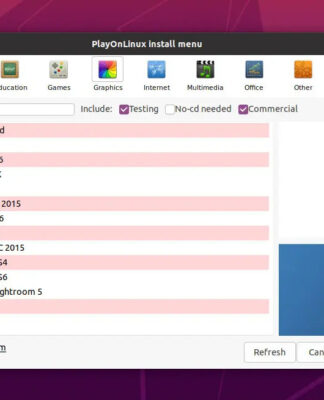 PlayOnLinux install menu
ducation Games Graphics Internet Multimedia Office Other
Include: Testing No-cd needed Commercial
d
6
2015
6
C 2015
S4
S6
ghtroom 5
m
Refresh Can